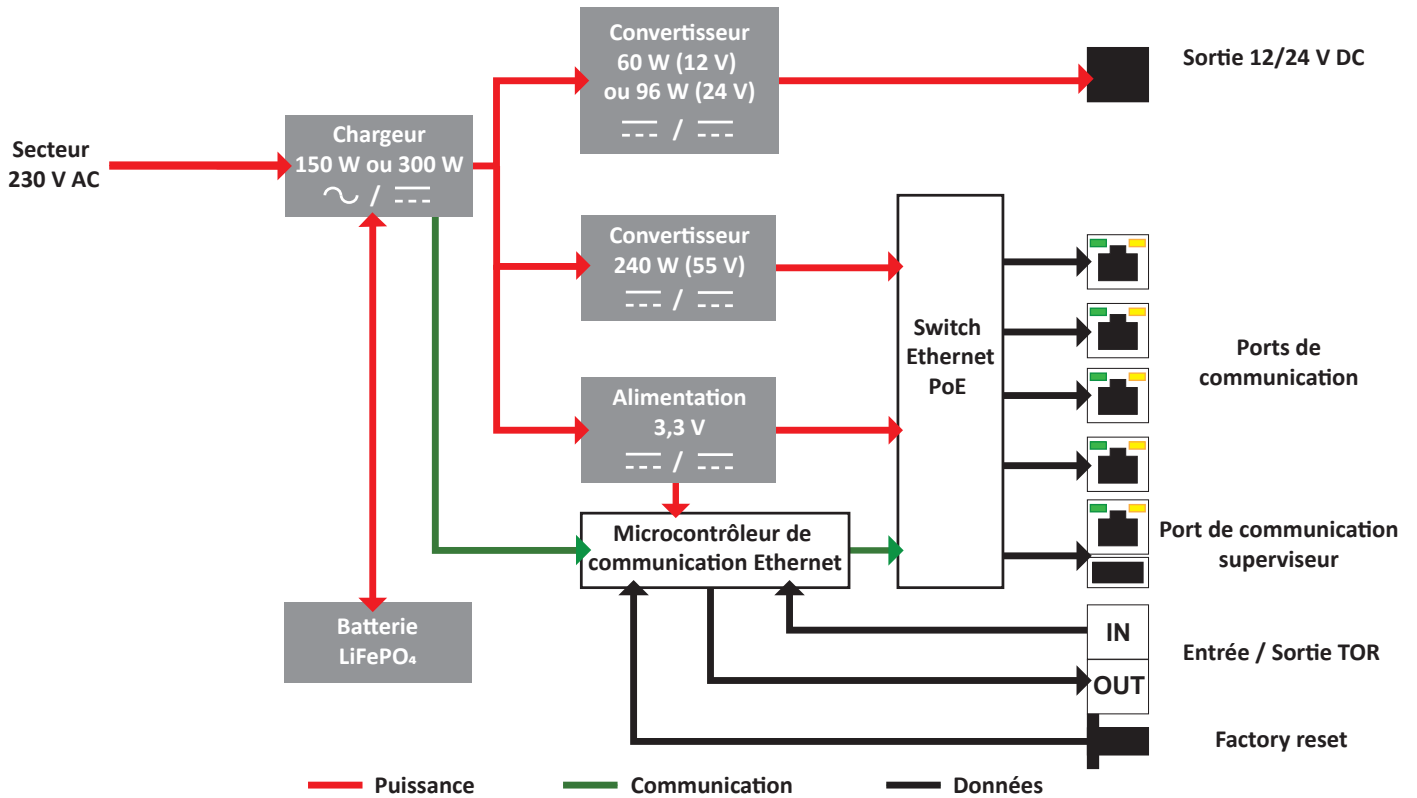 Convertisseur
60 W (12 V)
ou 96 W (24 V)
/
Sortie 12/24 V DC
Secteur
230 V AC
Chargeur
150 W ou 300 W
/
Convertisseur
240 W (55 V)
/
Switch
Ethernet
PoE
Ports de
communication
Alimentation
3,3 V
/
Microcontrôleur de
communication Ethernet
Port de communication
superviseur
Batterie
LiFePO₄
IN
OUT
Entrée / Sortie TOR
Factory reset
Puissance
Communication
Données